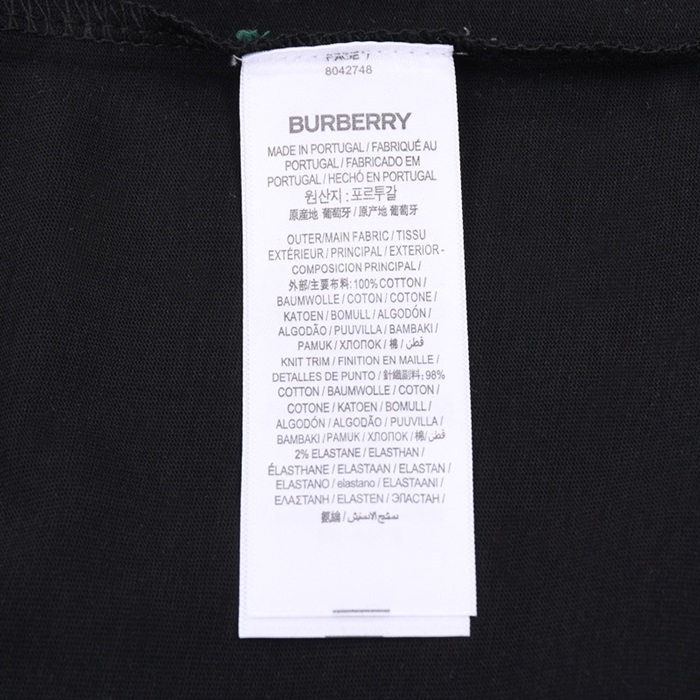 PAGE 1
8042748
BURBERRY
MADE IN PORTUGAL / FABRIQUÉ AU
PORTUGAL / FABRICADO EM
PORTUGAL / HECHO EN PORTUGAL
원산지 : 포르투갈
原産地 葡萄牙 / 原产地 葡萄牙
OUTER/MAIN FABRIC / TISSU
EXTÉRIEUR / PRINCIPAL / EXTERIOR -
COMPOSICION PRINCIPAL /
外部/主要布料: 100% COTTON /
BAUMWOLLE / COTON / COTONE /
KATOEN / BOMULL / ALGODÓN /
ALGODÃO / PUUVILLA / BAMBAKI /
PAMUK / ХЛОПОК / 棉 / قطن /
KNIT TRIM / FINITION EN MAILLE /
DETALLES DE PUNTO / 針織副料: 98%
COTTON / BAUMWOLLE / COTON /
COTONE / KATOEN / BOMULL /
ALGODÓN / ALGODÃO / PUUVILLA /
BAMBAKI / PAMUK / ХЛОПОК / 棉 / قطن /
2% ELASTANE / ELASTHAN /
ÉLASTHANE / ELASTAAN / ELASTAN /
ELASTANO / elastano / ELASTAANI /
ΕΛΑΣΤΑΝΗ / ELASTEN / ЭПАСТАН /
氨綸 /